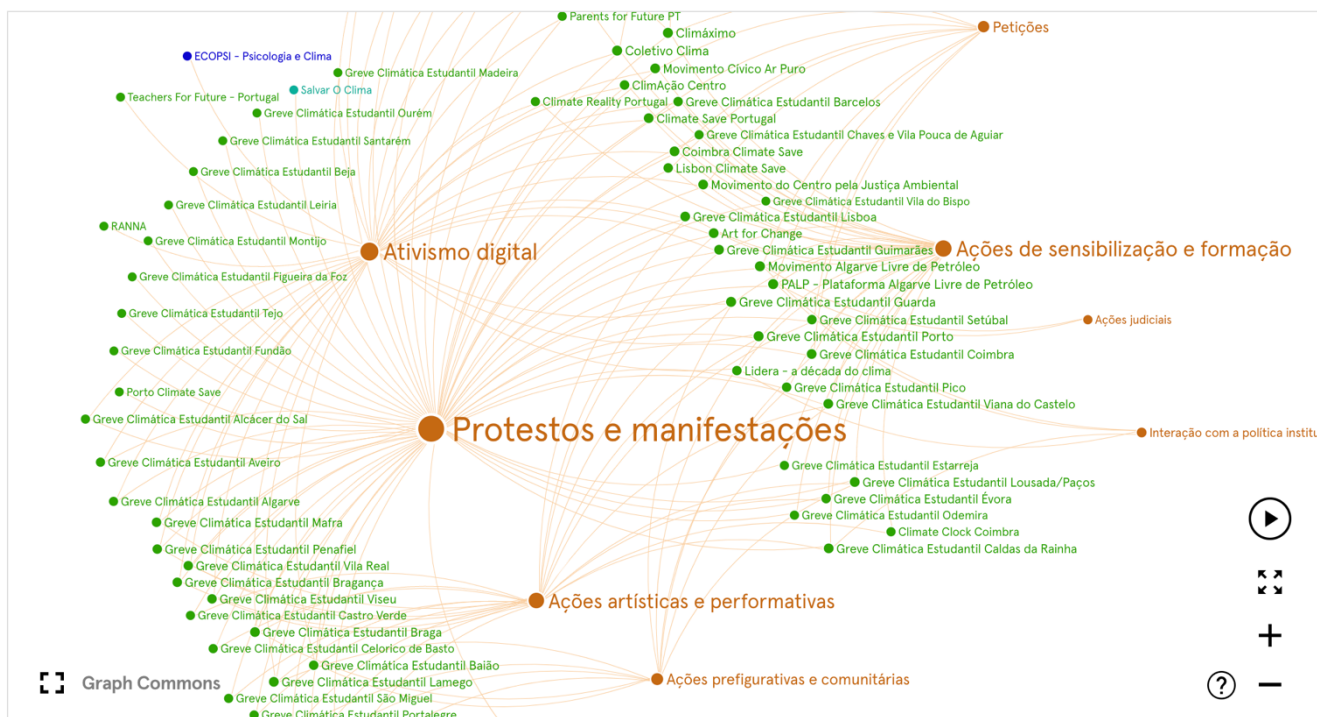 Parents for Future PT
Petições
Climáximo
Coletivo Clima
ECOPSI - Psicologia e Clima
Movimento Cívico Ar Puro
Greve Climática Estudantil Madeira
ClimAção Centro
Salvar O Clima
Teachers For Future - Portugal
Climate Reality Portugal
Greve Climática Estudantil Barcelos
Greve Climática Estudantil Ourém
Climate Save Portugal
Greve Climática Estudantil Chaves e Vila Pouca de Aguiar
Greve Climática Estudantil Santarém
Coimbra Climate Save
Lisbon Climate Save
Greve Climática Estudantil Beja
Movimento do Centro pela Justiça Ambiental
Greve Climática Estudantil Vila do Bispo
Greve Climática Estudantil Leiria
Greve Climática Estudantil Lisboa
RANNA
Art for Change
Greve Climática Estudantil Montijo
Ativismo digital
Greve Climática Estudantil Guimarães
Ações de sensibilização e formação
Movimento Algarve Livre de Petróleo
Greve Climática Estudantil Figueira da Foz
PALP - Plataforma Algarve Livre de Petróleo
Greve Climática Estudantil Guarda
Greve Climática Estudantil Tejo
Greve Climática Estudantil Setúbal
Ações judiciais
Greve Climática Estudantil Porto
Greve Climática Estudantil Fundão
Greve Climática Estudantil Coimbra
Lidera - a década do clima
Greve Climática Estudantil Pico
Porto Climate Save
Greve Climática Estudantil Viana do Castelo
Greve Climática Estudantil Alcácer do Sal
Protestos e manifestações
Interação com a política institu
Greve Climática Estudantil Aveiro
Greve Climática Estudantil Estarreja
Greve Climática Estudantil Lousada/Paços
Greve Climática Estudantil Algarve
Greve Climática Estudantil Évora
Greve Climática Estudantil Odemira
Greve Climática Estudantil Mafra
Climate Clock Coimbra
Greve Climática Estudantil Penafiel
Greve Climática Estudantil Caldas da Rainha
Greve Climática Estudantil Vila Real
Greve Climática Estudantil Bragança
Greve Climática Estudantil Viseu
Ações artísticas e performativas
Greve Climática Estudantil Castro Verde
Greve Climática Estudantil Braga
Greve Climática Estudantil Celorico de Basto
Greve Climática Estudantil Baião
Ações prefigurativas e comunitárias
Graph Commons
Greve Climática Estudantil Lamego
?
Greve Climática Estudantil São Miguel
Greve Climática Estudantil Portalegre